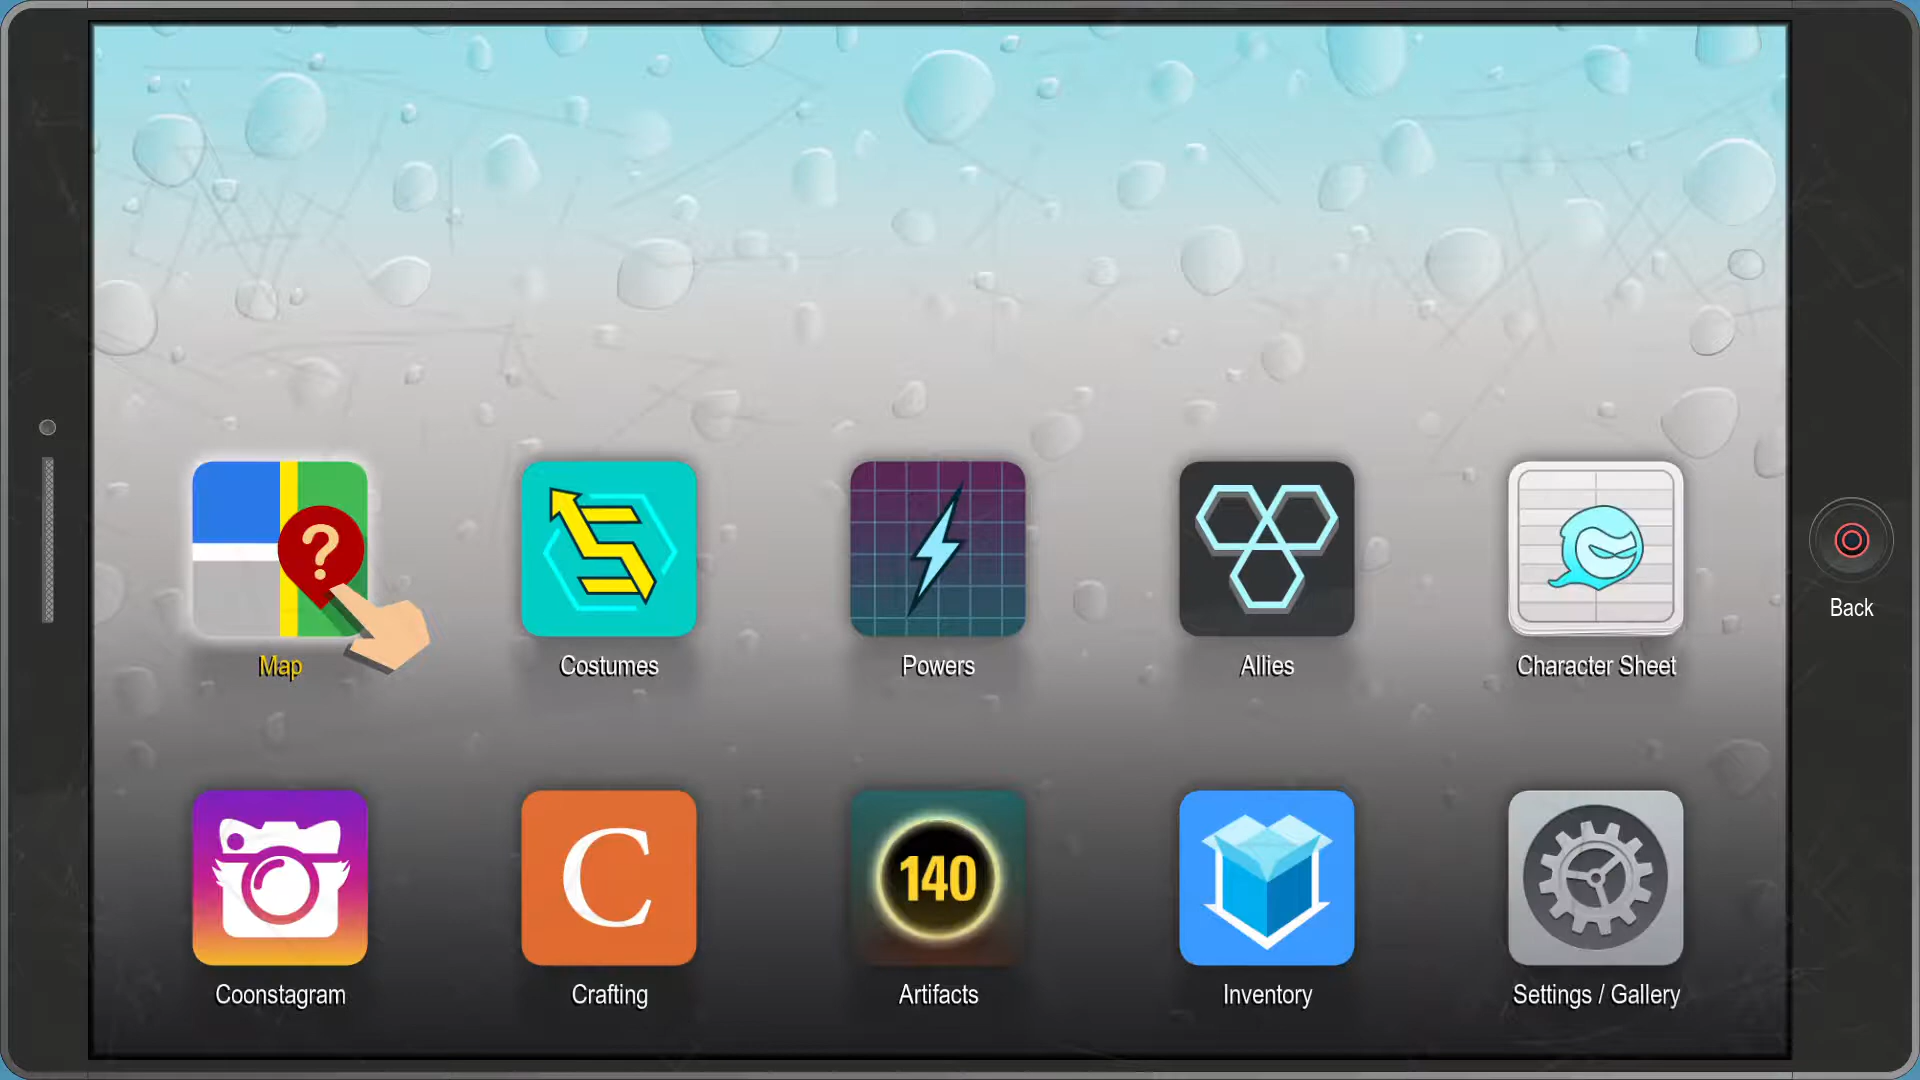 ?
Map
Costumes
Powers
Allies
Character Sheet
Back
C
140
Coonstagram
Crafting
Artifacts
Inventory
Settings / Gallery